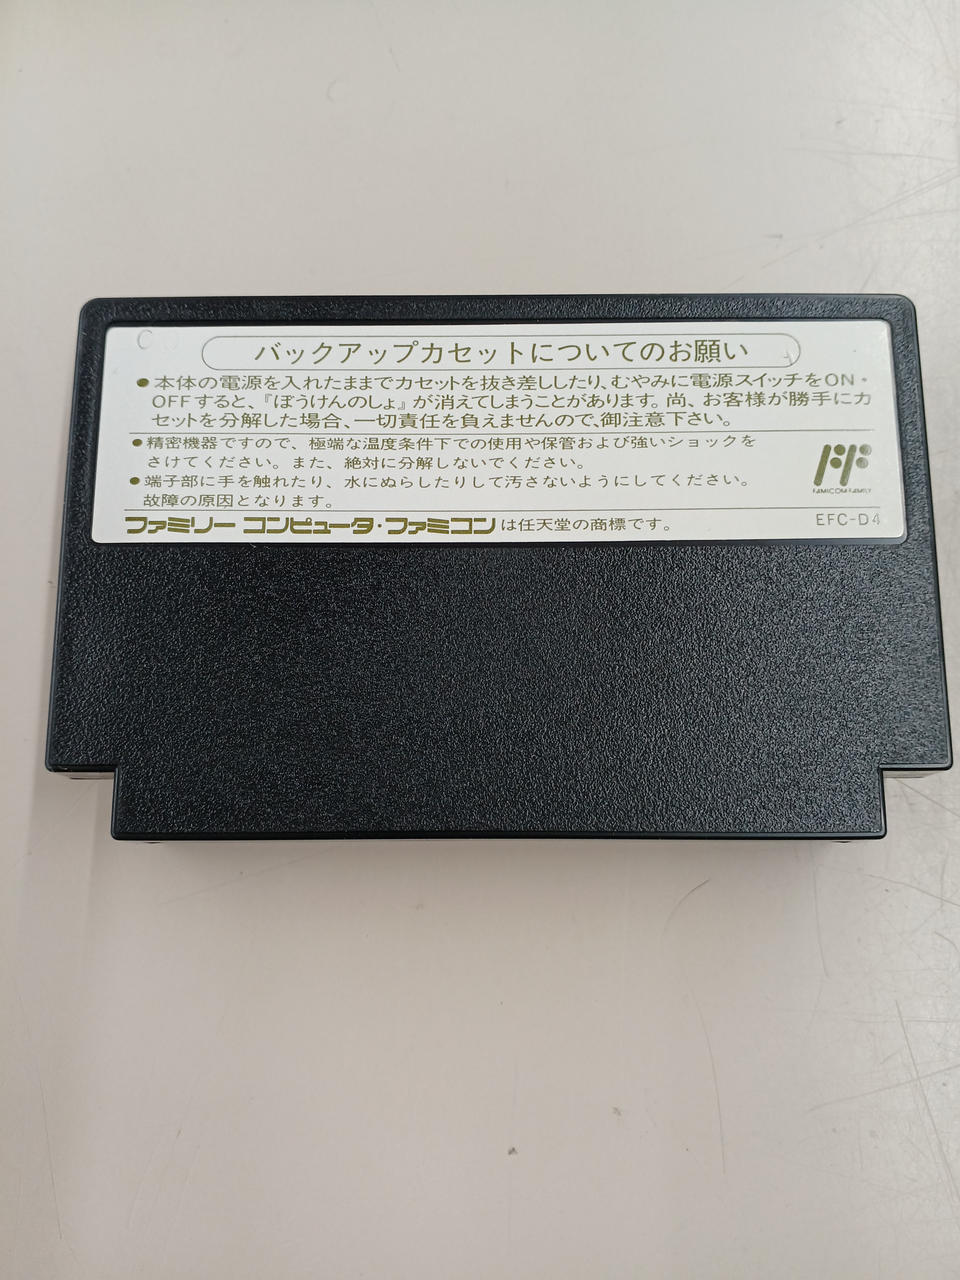 バックアップカセットについてのお願い
●本体の電源を入れたままでカセットを抜き差ししたり、むやみに電源スイッチをON・
OFFすると、『ぼうけんのしょ』が消えてしまうことがあります。尚、お客様が勝手にカ
セットを分解した場合、一切責任を負えませんので、御注意下さい。
●精密機器ですので、極端な温度条件下での使用や保管および強いショックを
さけてください。また、絶対に分解しないでください。
●端子部に手を触れたり、水にぬらしたりして汚さないようにしてください。
故障の原因となります。
FF
FAMICOM FAMILY
ファミリー コンピュータ・ファミコンは任天堂の商標です。
EFC-D4